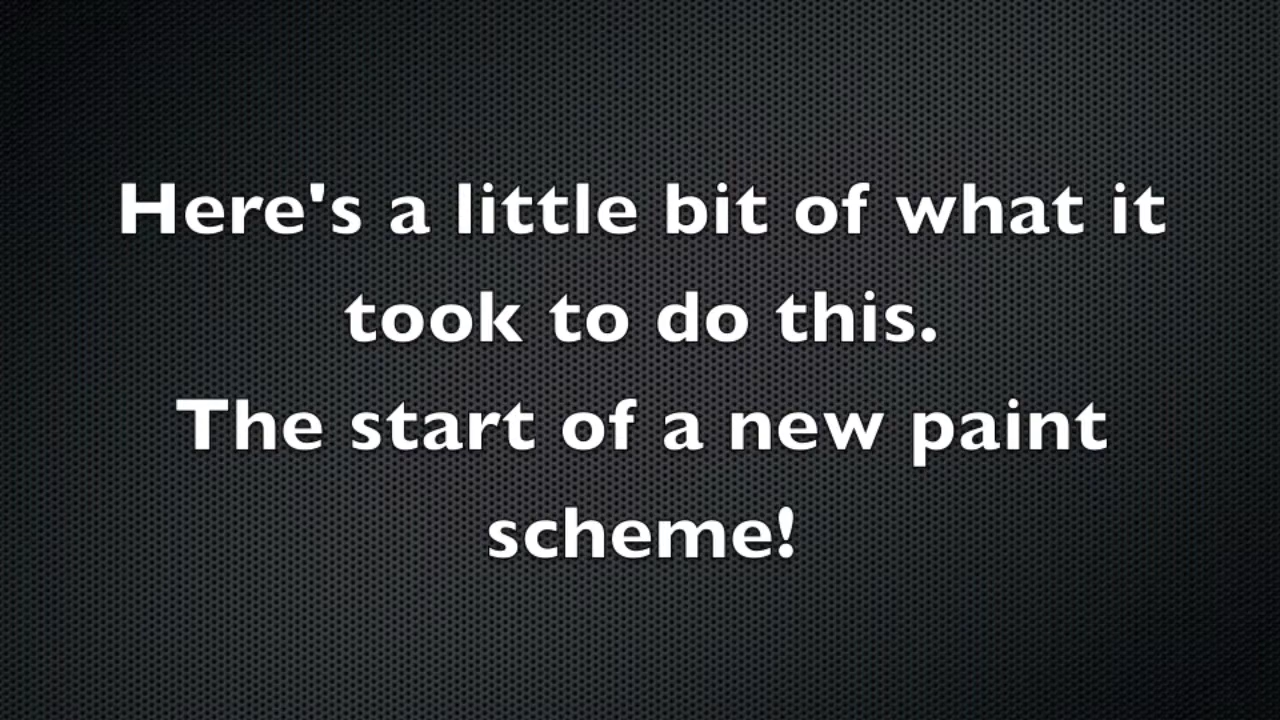 Here's a little bit of what it
took to do this.
The start of a new paint
scheme!